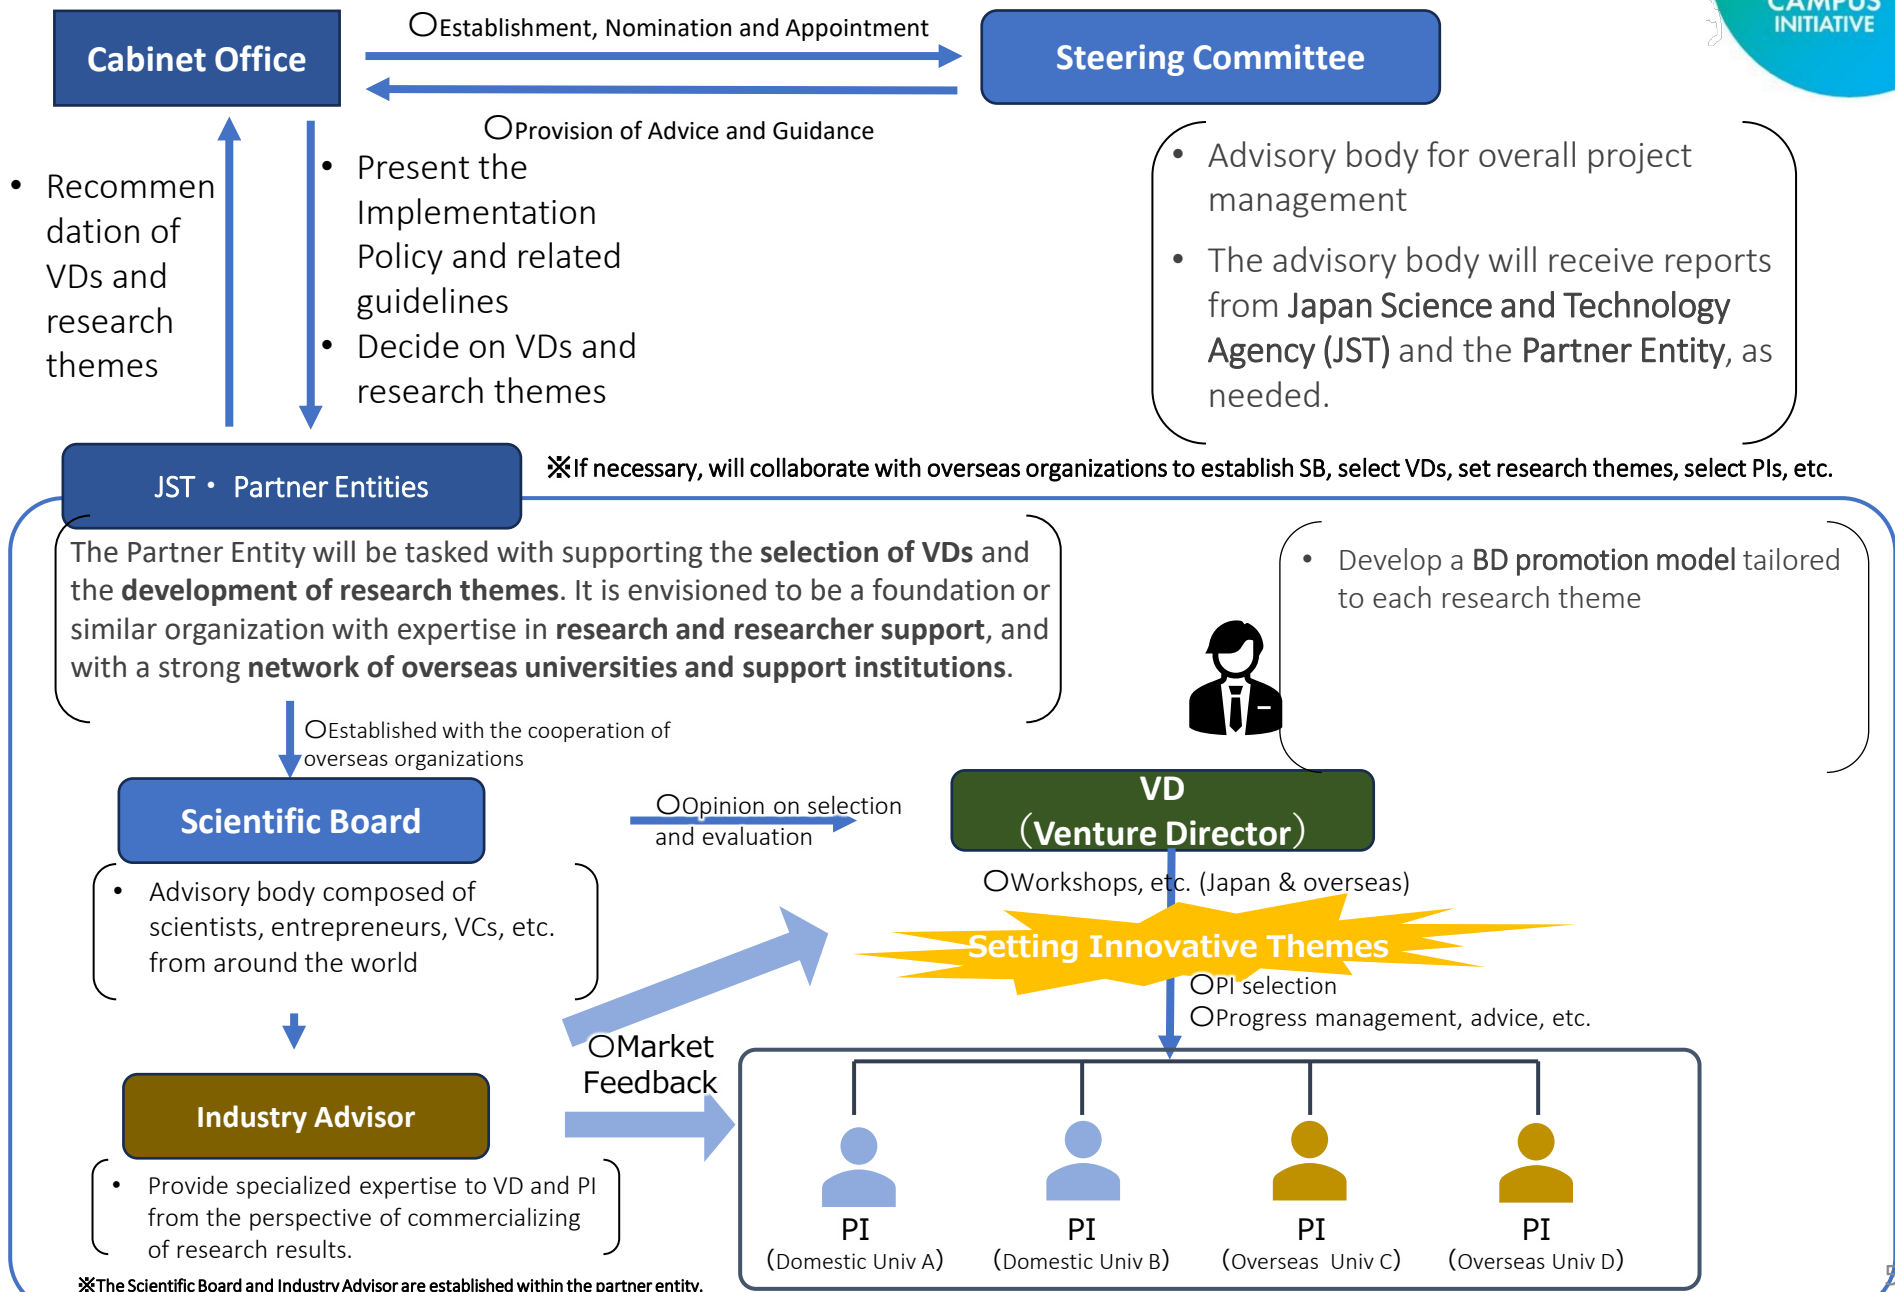 CAMPUS
INITIATIVE
Cabinet Office
〇Establishment, Nomination and Appointment
Steering Committee
〇Provision of Advice and Guidance
• Recommen
dation of
VDs and
research
themes
• Present the
Implementation
Policy and related
guidelines
• Decide on VDs and
research themes
• Advisory body for overall project
management
• The advisory body will receive reports
from Japan Science and Technology
Agency (JST) and the Partner Entity, as
needed.
JST・ Partner Entities
※If necessary, will collaborate with overseas organizations to establish SB, select VDs, set research themes, select PIs, etc.
The Partner Entity will be tasked with supporting the selection of VDs and
the development of research themes. It is envisioned to be a foundation or
similar organization with expertise in research and researcher support, and
with a strong network of overseas universities and support institutions.
• Develop a BD promotion model tailored
to each research theme
〇Established with the cooperation of
overseas organizations
Scientific Board
〇Opinion on selection
and evaluation
VD
（Venture Director）
• Advisory body composed of
scientists, entrepreneurs, VCs, etc.
from around the world
〇Workshops, etc. (Japan & overseas)
Setting Innovative Themes
〇PI selection
〇Progress management, advice, etc.
〇Market
Feedback
Industry Advisor
• Provide specialized expertise to VD and PI
from the perspective of commercializing
of research results.
PI
(Domestic Univ A)
PI
(Domestic Univ B)
PI
(Overseas Univ C)
PI
(Overseas Univ D)
※The Scientific Board and Industry Advisor are established within the partner entity.
5